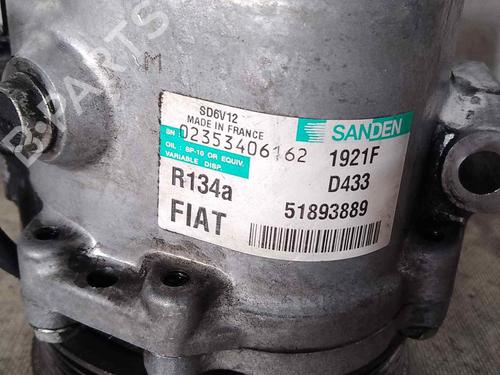 B-PARTS
M
SD6V12
MADE IN FRANCE
SN 02353406162
OIL : SP-10 OR EQUIV.
VARIABLE DISP.
R134a
FIAT
SANDEN
1921F
D433
51893889